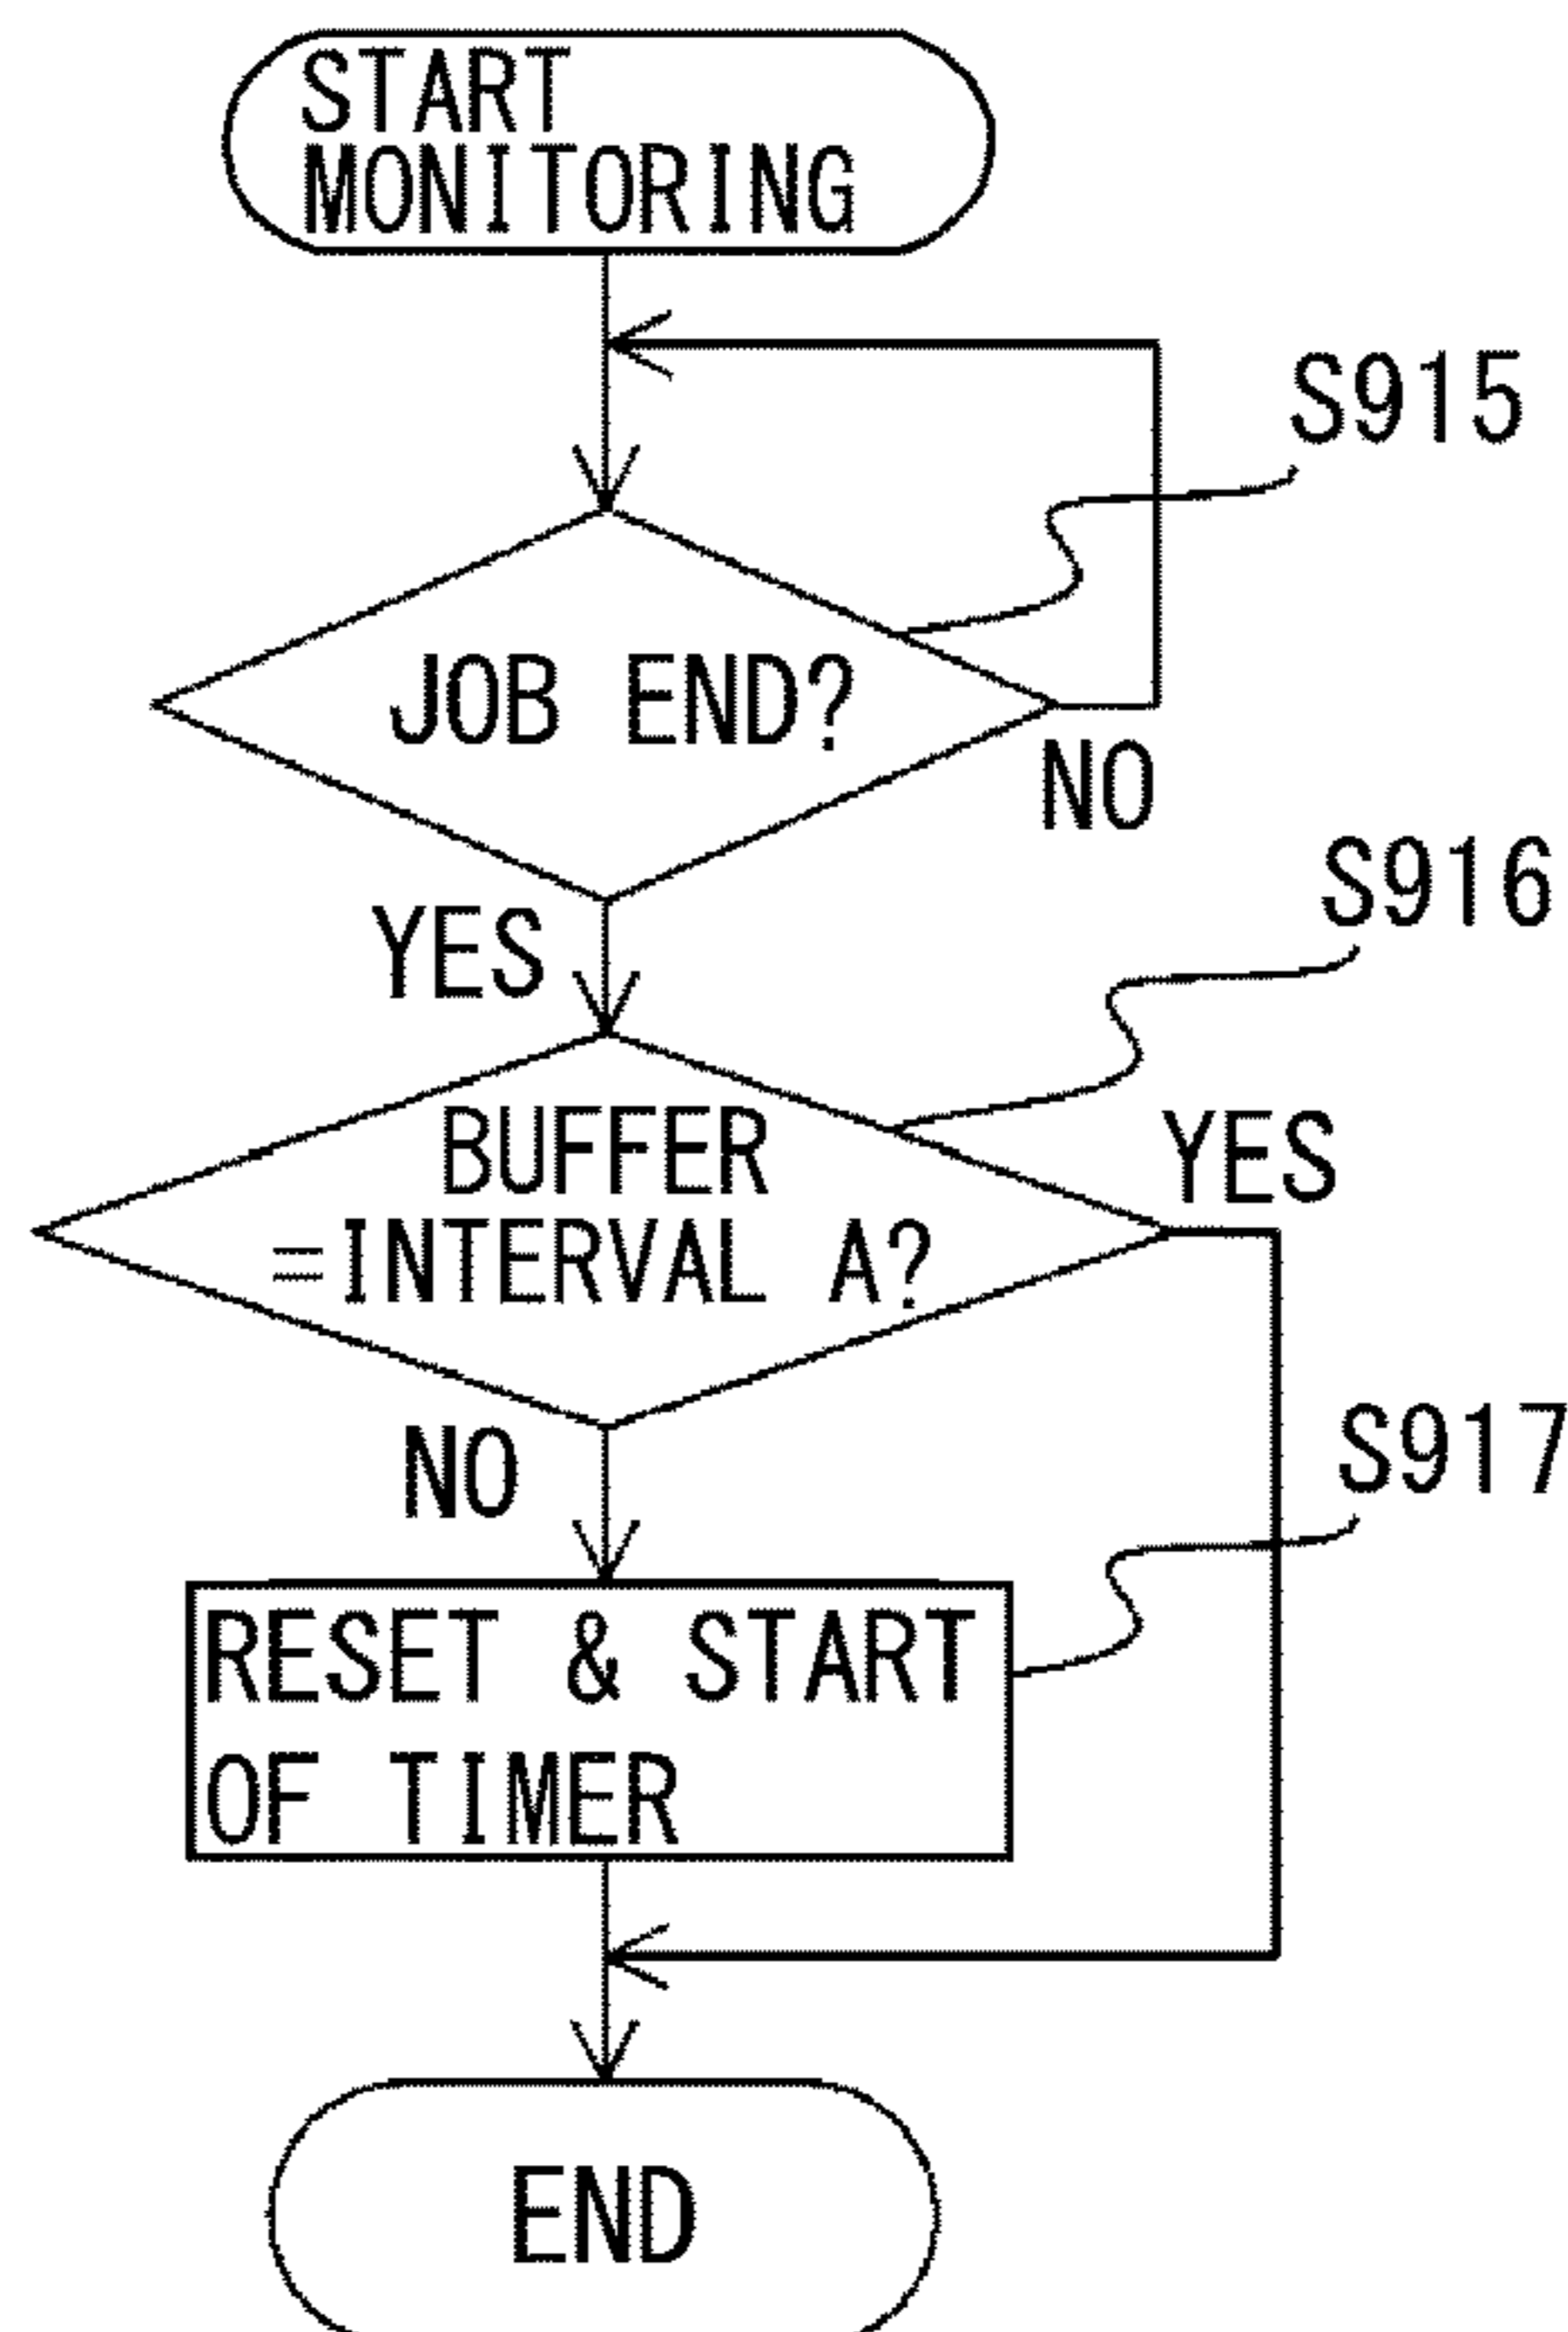 START
MONITORING
S915
JOB END?
NO
S916
YES
BUFFER
=INTERVAL A?
YES
NO
S917
RESET & START
OF TIMER
END